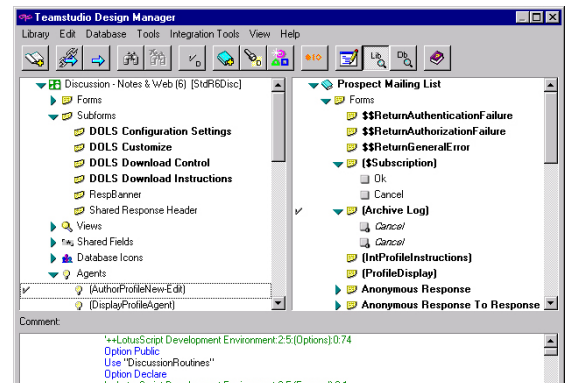 Teamstudio Design Manager
Library Edit Database Tools Integration Tools View Help
Discussion - Notes & Web (6) [StdR6Disc]
Forms
Subforms
DOLS Configuration Settings
DOLS Customize
DOLS Download Control
DOLS Download Instructions
RespBanner
Shared Response Header
Views
Shared Fields
Database Icons
Agents
(AuthorProfileNew-Edit)
(DisplayProfileAgent)
Prospect Mailing List
Forms
$$ReturnAuthenticationFailure
$$ReturnAuthorizationFailure
$$ReturnGeneralError
($Subscription)
Ok
Cancel
(Archive Log)
Cancel
Cancel
(IntProfileInstructions)
(ProfileDisplay)
Anonymous Response
Anonymous Response To Response
Comment:
'++LotusScript Development Environment:2:5:(Options):0:74
Option Public
Use "DiscussionRoutines"
Option Declare